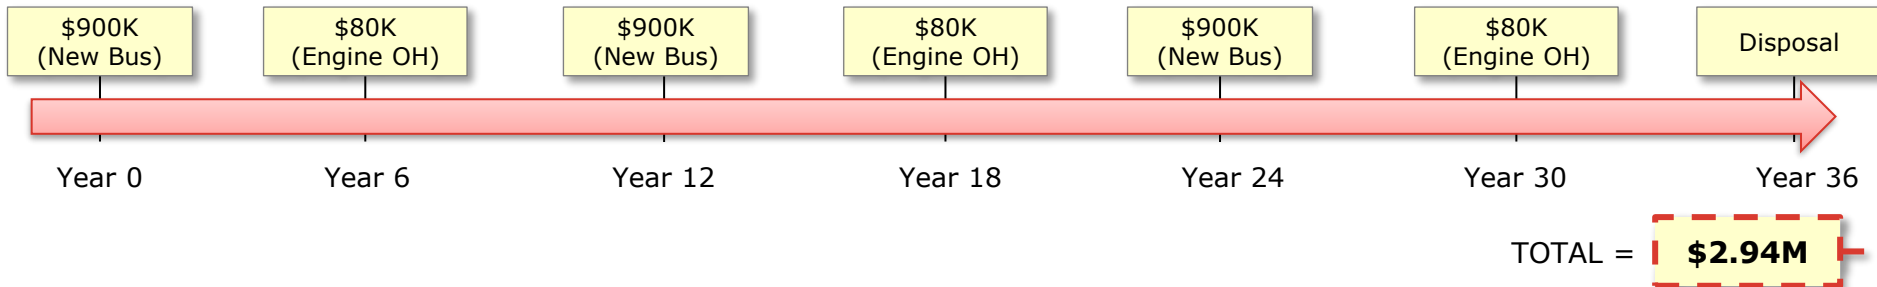 $900K
(New Bus)
$80K
(Engine OH)
$900K
(New Bus)
$80K
(Engine OH)
$900K
(New Bus)
$80K
(Engine OH)
Disposal
Year 0
Year 6
Year 12
Year 18
Year 24
Year 30
Year 36
TOTAL = $2.94M